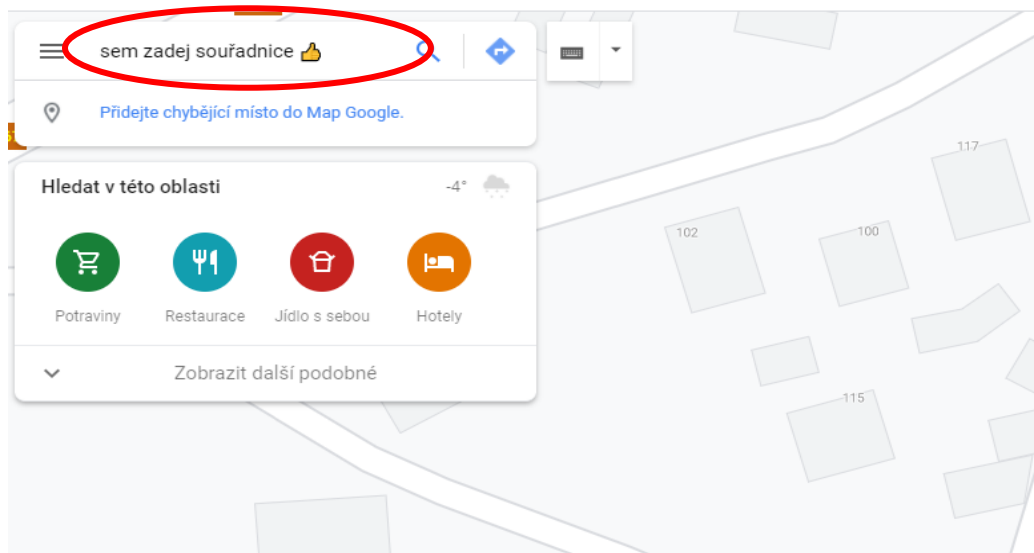 sem zadej souřadnice 👍
Přidejte chybějící místo do Map Google.
Hledat v této oblasti
-4°
Potraviny
Restaurace
Jídlo s sebou
Hotely
Zobrazit další podobné
117
102
100
115